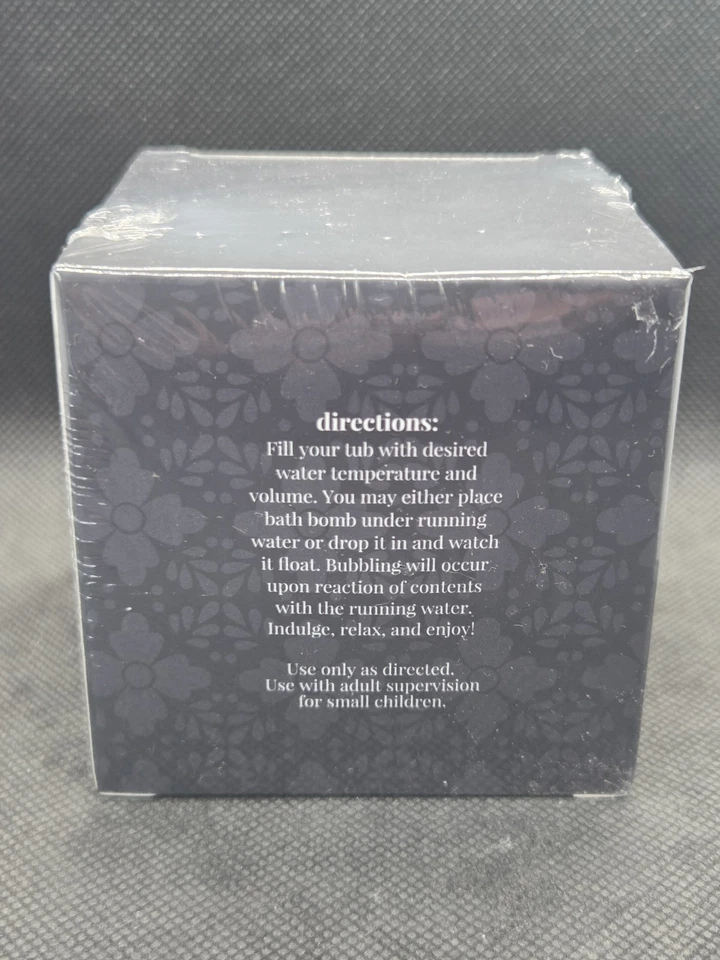 directions:
Fill your tub with desired
water temperature and
volume. You may either place
bath bomb under running
water or drop it in and watch
it float. Bubbling will occur
upon reaction of contents
with the running water.
Indulge, relax, and enjoy!
Use only as directed.
Use with adult supervision
for small children.